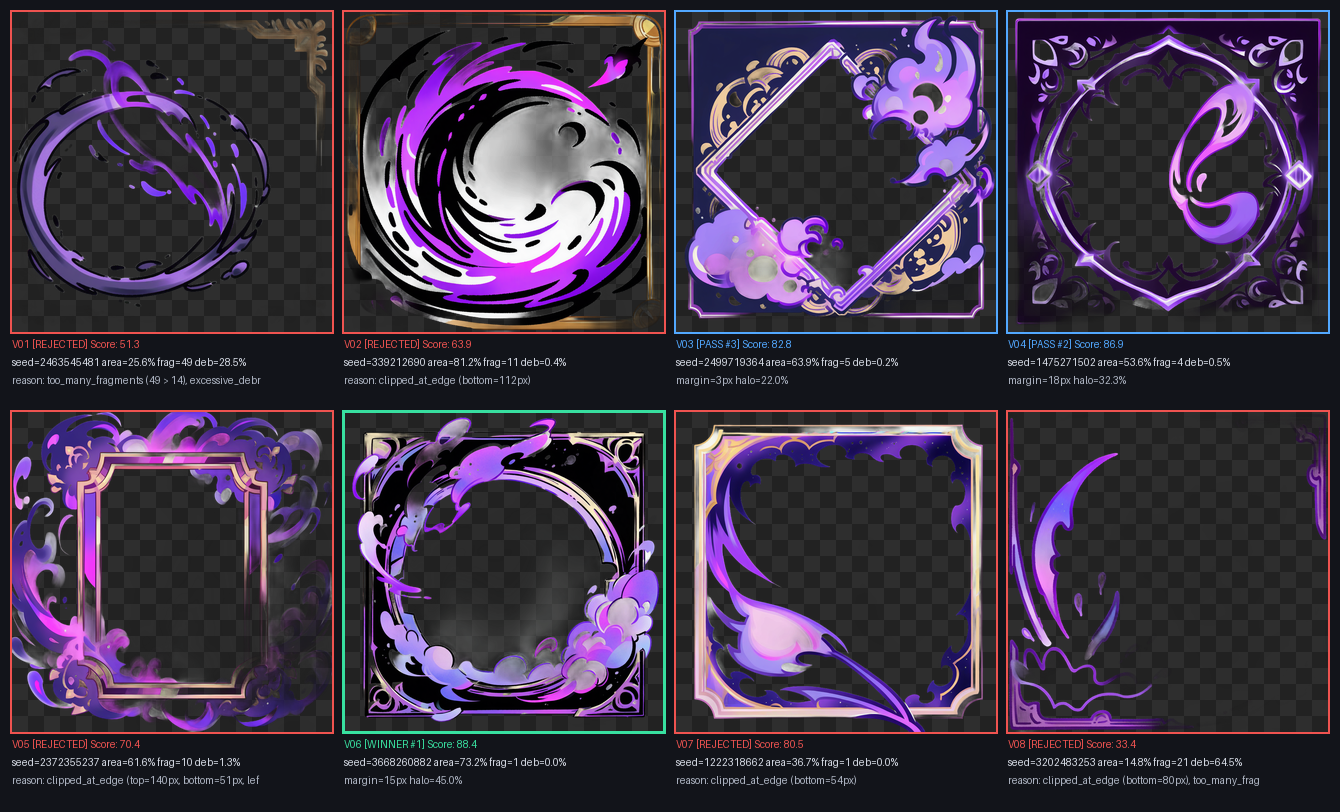 V01 [REJECTED] Score: 51.3
seed=2463545481 area=25.6% frag=49 deb=28.5%
reason: too_many_fragments (49 > 14), excessive_debr
V02 [REJECTED] Score: 63.9
seed=339212690 area=81.2% frag=11 deb=0.4%
reason: clipped_at_edge (bottom=112px)
V03 [PASS #3] Score: 82.8
seed=2499719364 area=63.9% frag=5 deb=0.2%
margin=3px halo=22.0%
V04 [PASS #2] Score: 86.9
seed=1475271502 area=53.6% frag=4 deb=0.5%
margin=18px halo=32.3%
V05 [REJECTED] Score: 70.4
seed=2372355237 area=61.6% frag=10 deb=1.3%
reason: clipped_at_edge (top=140px, bottom=51px, lef
V06 [WINNER #1] Score: 88.4
seed=3668260882 area=73.2% frag=1 deb=0.0%
margin=15px halo=45.0%
V07 [REJECTED] Score: 80.5
seed=1222318662 area=36.7% frag=1 deb=0.0%
reason: clipped_at_edge (bottom=54px)
V08 [REJECTED] Score: 33.4
seed=3202483253 area=14.8% frag=21 deb=64.5%
reason: clipped_at_edge (bottom=80px), too_many_frag